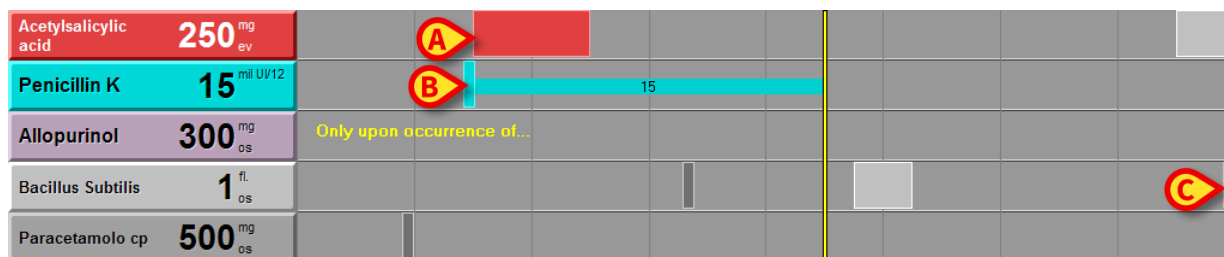 Acetylsalicylic
acid 250 mg
ev
A
Penicillin K 15 mil UI/12
B 15
Allopurinol 300 mg
os
Only upon occurrence of...
Bacillus Subtilis 1 fl.
os
C
Paracetamolo cp 500 mg
os